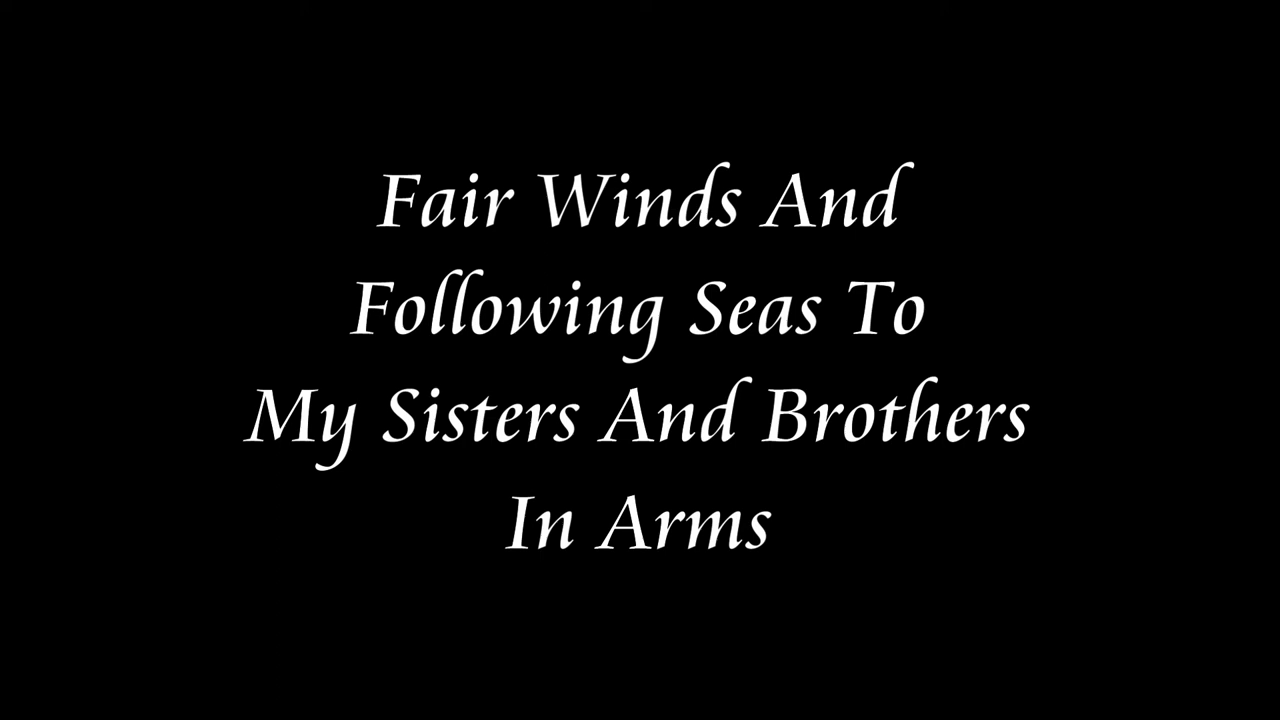 Fair Winds And
Following Seas To
My Sisters And Brothers
In Arms